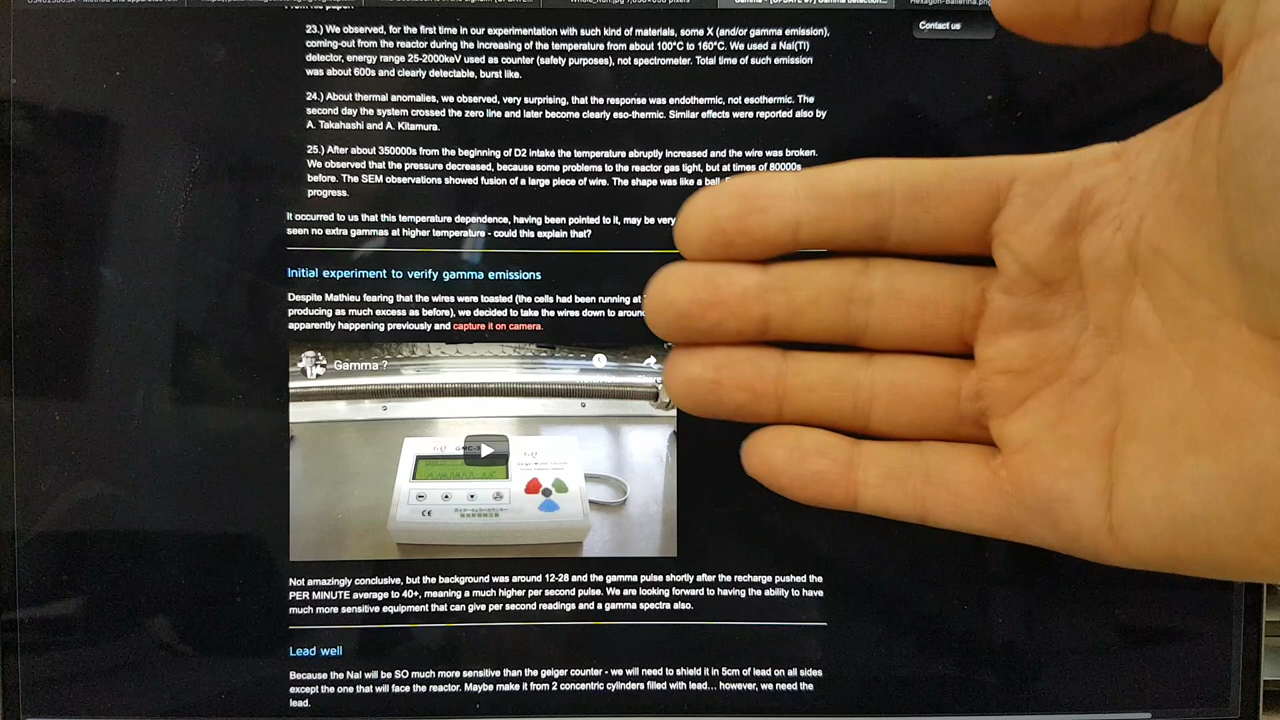 Gamma - [UPDATE #7] Gamma detection...
Hexagon-Ballerina.png
Contact us
23.) We observed, for the first time in our experimentation with such kind of materials, some X (and/or gamma emission),
coming-out from the reactor during the increasing of the temperature from about 100°C to 160°C. We used a NaI(Tl)
detector, energy range 25-2000keV used as counter (safety purposes), not spectrometer. Total time of such emission
was about 600s and clearly detectable, burst like.
24.) About thermal anomalies, we observed, very surprising, that the response was endothermic, not esothermic. The
second day the system crossed the zero line and later become clearly eso-thermic. Similar effects were reported also by
A. Takahashi and A. Kitamura.
25.) After about 350000s from the beginning of D2 intake the temperature abruptly increased and the wire was broken.
We observed that the pressure decreased, because some problems to the reactor gas tight, but at times of 80000s
before. The SEM observations showed fusion of a large piece of wire. The shape was like a ball.
progress.
It occurred to us that this temperature dependence, having been pointed to it, may be very
seen no extra gammas at higher temperature - could this explain that?
Initial experiment to verify gamma emissions
Despite Mathieu fearing that the wires were toasted (the cells had been running at
producing as much excess as before), we decided to take the wires down to around
apparently happening previously and capture it on camera.
Gamma ?
GMC-3
CE
Not amazingly conclusive, but the background was around 12-28 and the gamma pulse shortly after the recharge pushed the
PER MINUTE average to 40+, meaning a much higher per second pulse. We are looking forward to having the ability to have
much more sensitive equipment that can give per second readings and a gamma spectra also.
Lead well
Because the NaI will be SO much more sensitive than the geiger counter - we will need to shield it in 5cm of lead on all sides
except the one that will face the reactor. Maybe make it from 2 concentric cylinders filled with lead... however, we need the
lead.